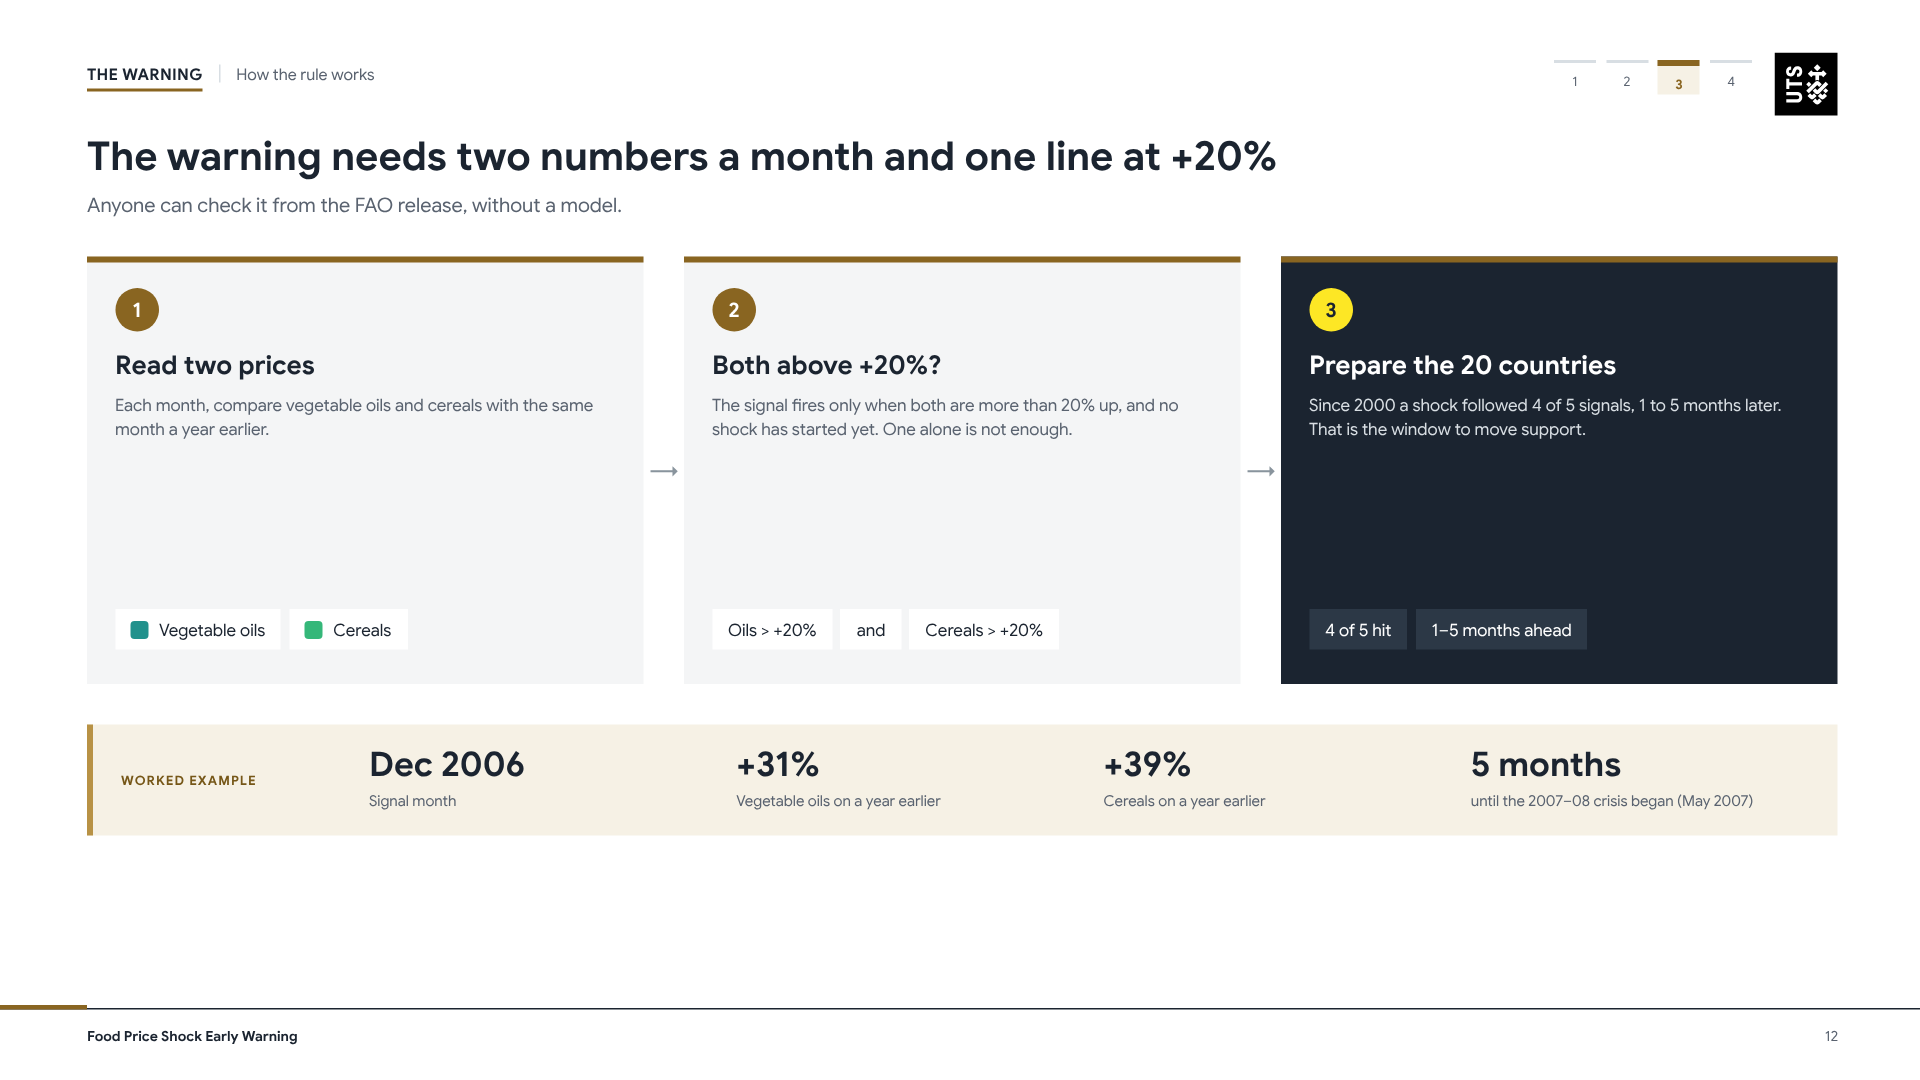 THE WARNING
How the rule works
1
2
3
4
UTS
The warning needs two numbers a month and one line at +20%
Anyone can check it from the FAO release, without a model.
1
Read two prices
Each month, compare vegetable oils and cereals with the same
month a year earlier.
Vegetable oils
Cereals
2
Both above +20%?
The signal fires only when both are more than 20% up, and no
shock has started yet. One alone is not enough.
Oils > +20%
and
Cereals > +20%
3
Prepare the 20 countries
Since 2000 a shock followed 4 of 5 signals, 1 to 5 months later.
That is the window to move support.
4 of 5 hit
1–5 months ahead
WORKED EXAMPLE
Dec 2006
Signal month
+31%
Vegetable oils on a year earlier
+39%
Cereals on a year earlier
5 months
until the 2007–08 crisis began (May 2007)
Food Price Shock Early Warning
12